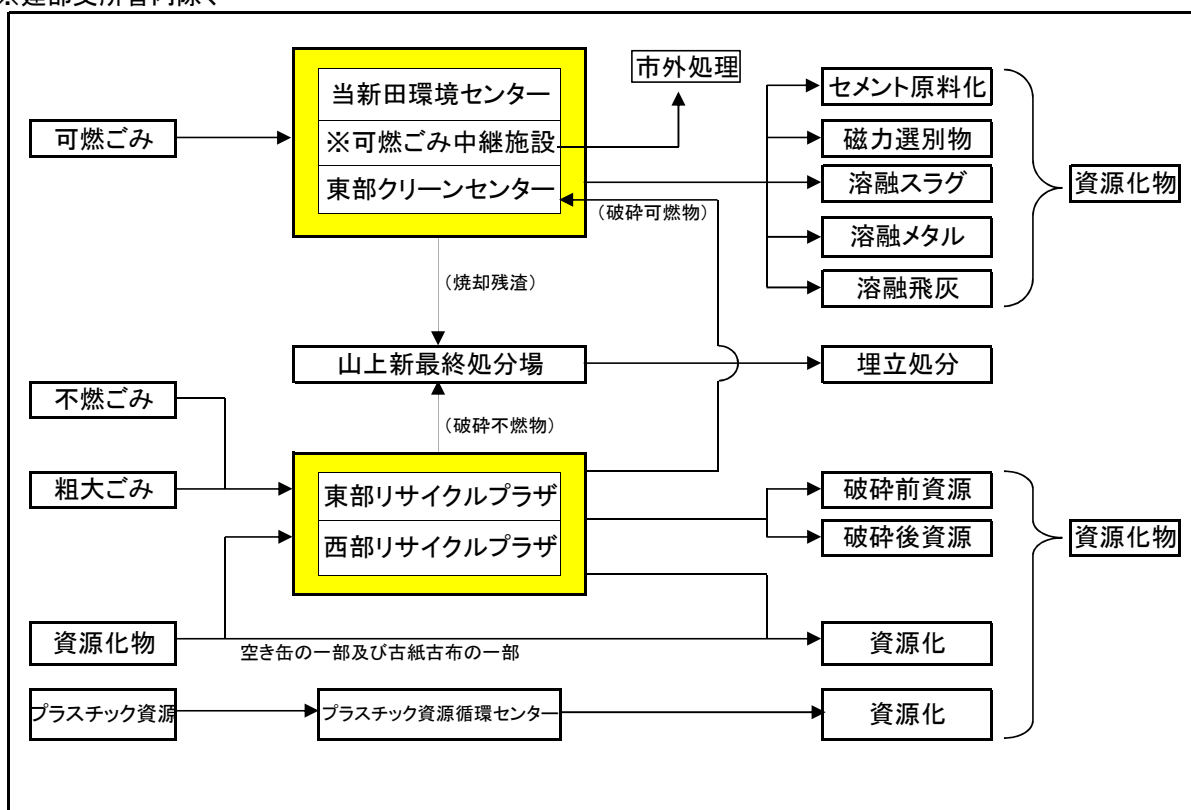 ※建部支所管内除く
可燃ごみ
当新田環境センター
※可燃ごみ中継施設
東部クリーンセンター
市外処理
セメント原料化
磁力選別物
溶融スラグ
溶融メタル
溶融飛灰
資源化物
(破砕可燃物)
(焼却残渣)
山上新最終処分場
埋立処分
不燃ごみ
(破砕不燃物)
粗大ごみ
東部リサイクルプラザ
西部リサイクルプラザ
破砕前資源
破砕後資源
資源化物
資源化物
空き缶の一部及び古紙古布の一部
資源化
プラスチック資源
プラスチック資源循環センター
資源化